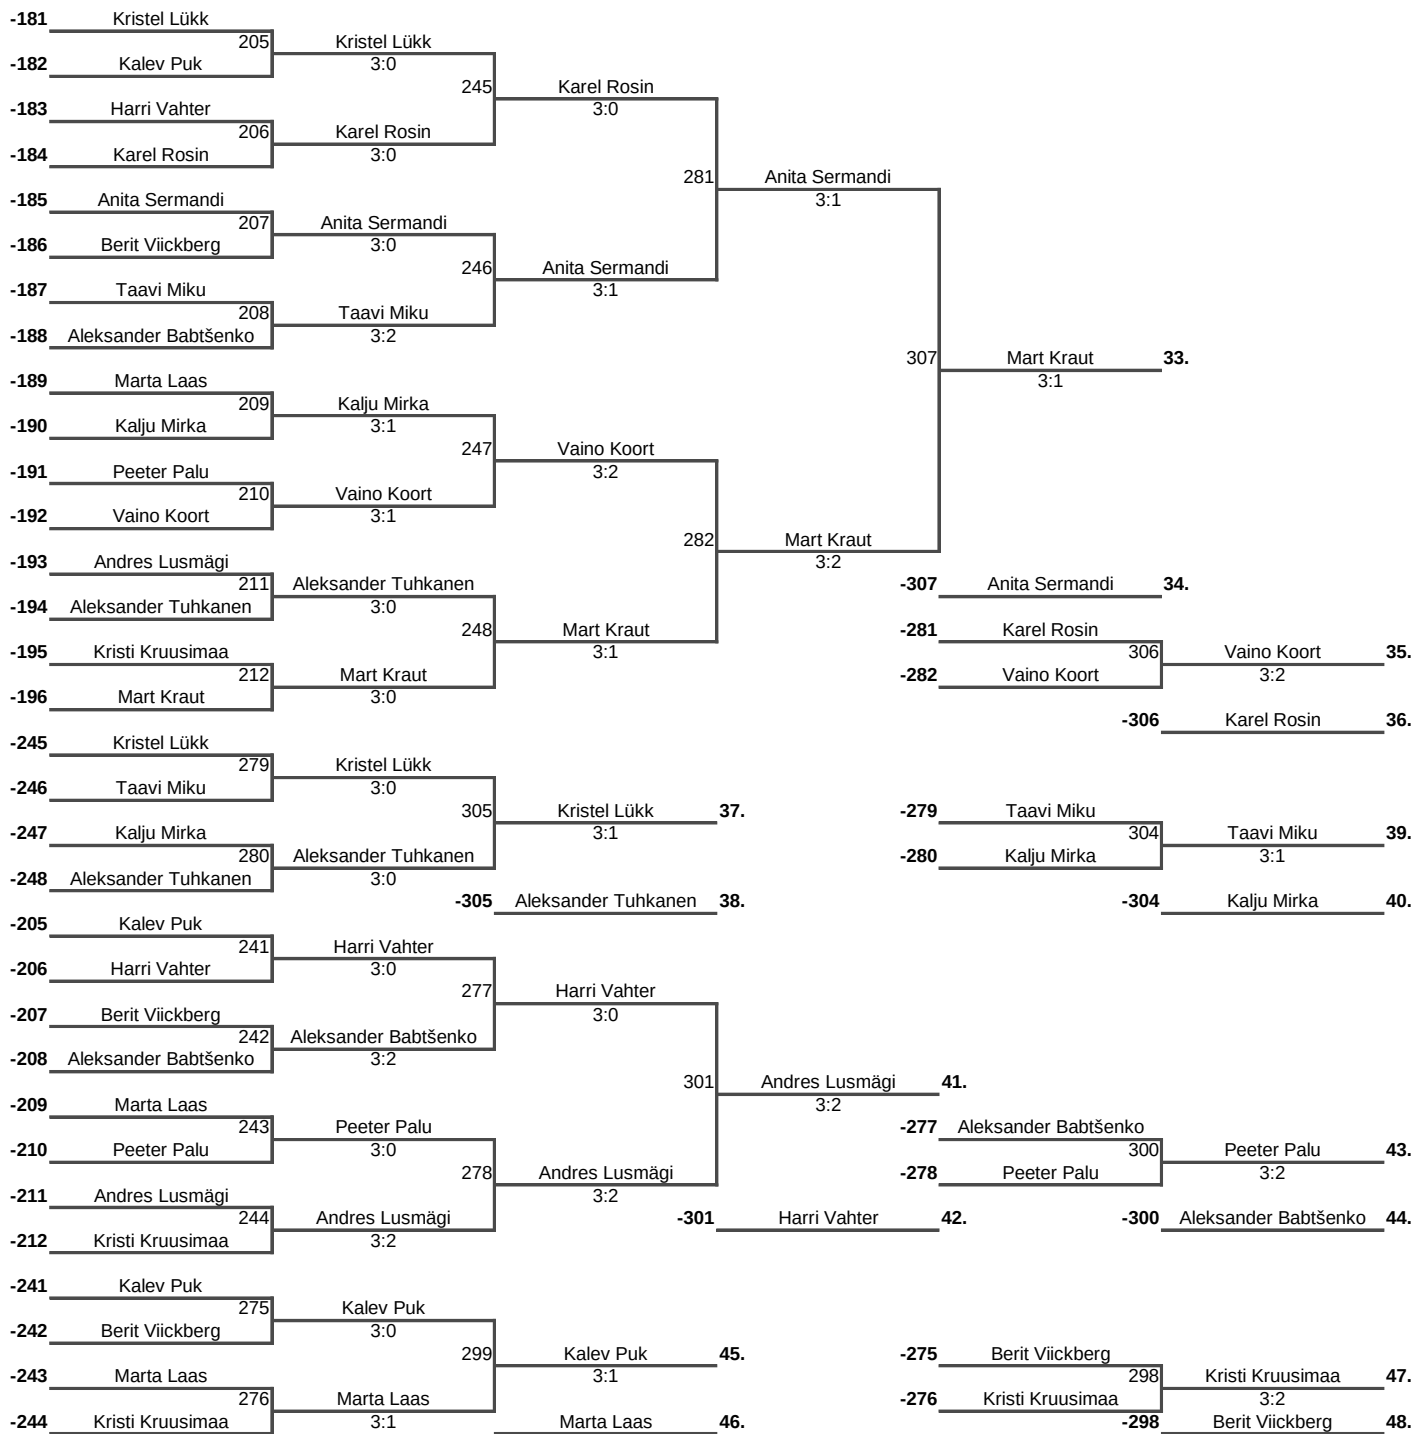 -181 Kristel Lükk
205 Kristel Lükk
-182 Kalev Puk 3:0
245 Karel Rosin
-183 Harri Vahter 3:0
206 Karel Rosin
-184 Karel Rosin 3:0
281 Anita Sermandi
-185 Anita Sermandi 3:1
207 Anita Sermandi
-186 Berit Viickberg 3:0
246 Anita Sermandi
-187 Taavi Miku 3:1
208 Taavi Miku
-188 Aleksander Babtšenko 3:2
307 Mart Kraut 33.
-189 Marta Laas 3:1
209 Kalju Mirka
-190 Kalju Mirka 3:1
247 Vaino Koort
-191 Peeter Palu 3:2
210 Vaino Koort
-192 Vaino Koort 3:1
282 Mart Kraut
-193 Andres Lusmägi 3:2
211 Aleksander Tuhkanen -307 Anita Sermandi 34.
-194 Aleksander Tuhkanen 3:0
248 Mart Kraut -281 Karel Rosin
-195 Kristi Kruusimaa 3:1 306 Vaino Koort 35.
212 Mart Kraut -282 Vaino Koort 3:2
-196 Mart Kraut 3:0
-306 Karel Rosin 36.
-245 Kristel Lükk
279 Kristel Lükk
-246 Taavi Miku 3:0
305 Kristel Lükk 37. -279 Taavi Miku
-247 Kalju Mirka 3:1 304 Taavi Miku 39.
280 Aleksander Tuhkanen -280 Kalju Mirka 3:1
-248 Aleksander Tuhkanen 3:0
-305 Aleksander Tuhkanen 38. -304 Kalju Mirka 40.
-205 Kalev Puk
241 Harri Vahter
-206 Harri Vahter 3:0
277 Harri Vahter
-207 Berit Viickberg 3:0
242 Aleksander Babtšenko
-208 Aleksander Babtšenko 3:2
301 Andres Lusmägi 41.
-209 Marta Laas 3:2
243 Peeter Palu -277 Aleksander Babtšenko
-210 Peeter Palu 3:0 300 Peeter Palu 43.
278 Andres Lusmägi -278 Peeter Palu 3:2
-211 Andres Lusmägi 3:2
244 Andres Lusmägi -301 Harri Vahter 42. -300 Aleksander Babtšenko 44.
-212 Kristi Kruusimaa 3:2
-241 Kalev Puk
275 Kalev Puk
-242 Berit Viickberg 3:0
299 Kalev Puk 45. -275 Berit Viickberg
-243 Marta Laas 3:1 298 Kristi Kruusimaa 47.
276 Marta Laas -276 Kristi Kruusimaa 3:2
-244 Kristi Kruusimaa 3:1 Marta Laas 46. -298 Berit Viickberg 48.